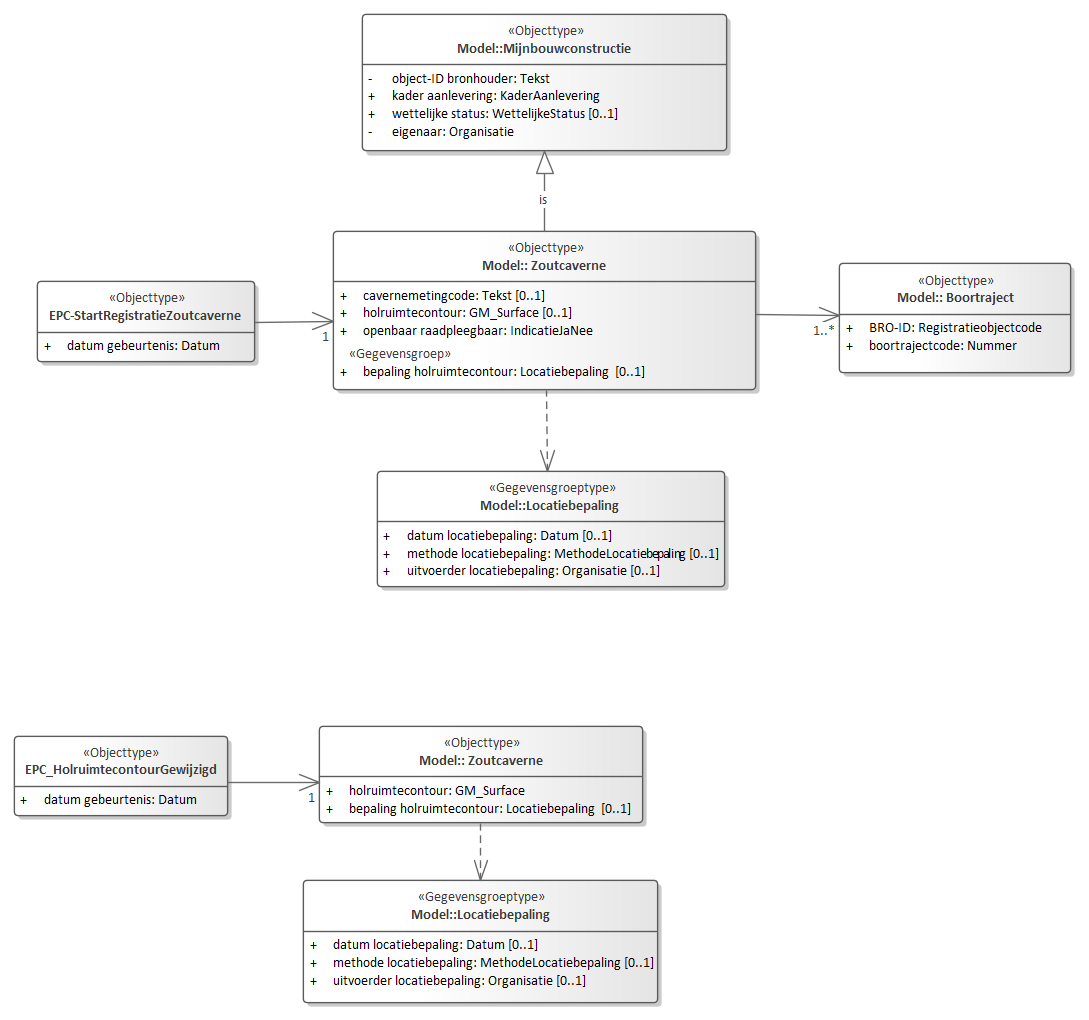 «Objecttype»
Model::Mijnbouwconstructie
- object-ID bronhouder: Tekst
+ kader aanlevering: KaderAanlevering
+ wettelijke status: WettelijkeStatus [0..1]
- eigenaar: Organisatie
is
«Objecttype»
Model:: Zoutcaverne
+ cavernemetingcode: Tekst [0..1]
+ holruimtecontour: GM_Surface [0..1]
+ openbaar raadpleegbaar: IndicatieJaNee
«Gegevensgroep»
+ bepaling holruimtecontour: Locatiebepaling [0..1]
«Objecttype»
EPC-StartRegistratieZoutcaverne
+ datum gebeurtenis: Datum
1
1..*
«Objecttype»
Model:: Boortraject
+ BRO-ID: Registratieobjectcode
+ boortrajectcode: Nummer
«Gegevensgroeptype»
Model::Locatiebepaling
+ datum locatiebepaling: Datum [0..1]
+ methode locatiebepaling: MethodeLocatiebepaling [0..1]
+ uitvoerder locatiebepaling: Organisatie [0..1]
«Objecttype»
EPC_HolruimtecontourGewijzigd
+ datum gebeurtenis: Datum
1
«Objecttype»
Model:: Zoutcaverne
+ holruimtecontour: GM_Surface
+ bepaling holruimtecontour: Locatiebepaling [0..1]
«Gegevensgroeptype»
Model::Locatiebepaling
+ datum locatiebepaling: Datum [0..1]
+ methode locatiebepaling: MethodeLocatiebepaling [0..1]
+ uitvoerder locatiebepaling: Organisatie [0..1]